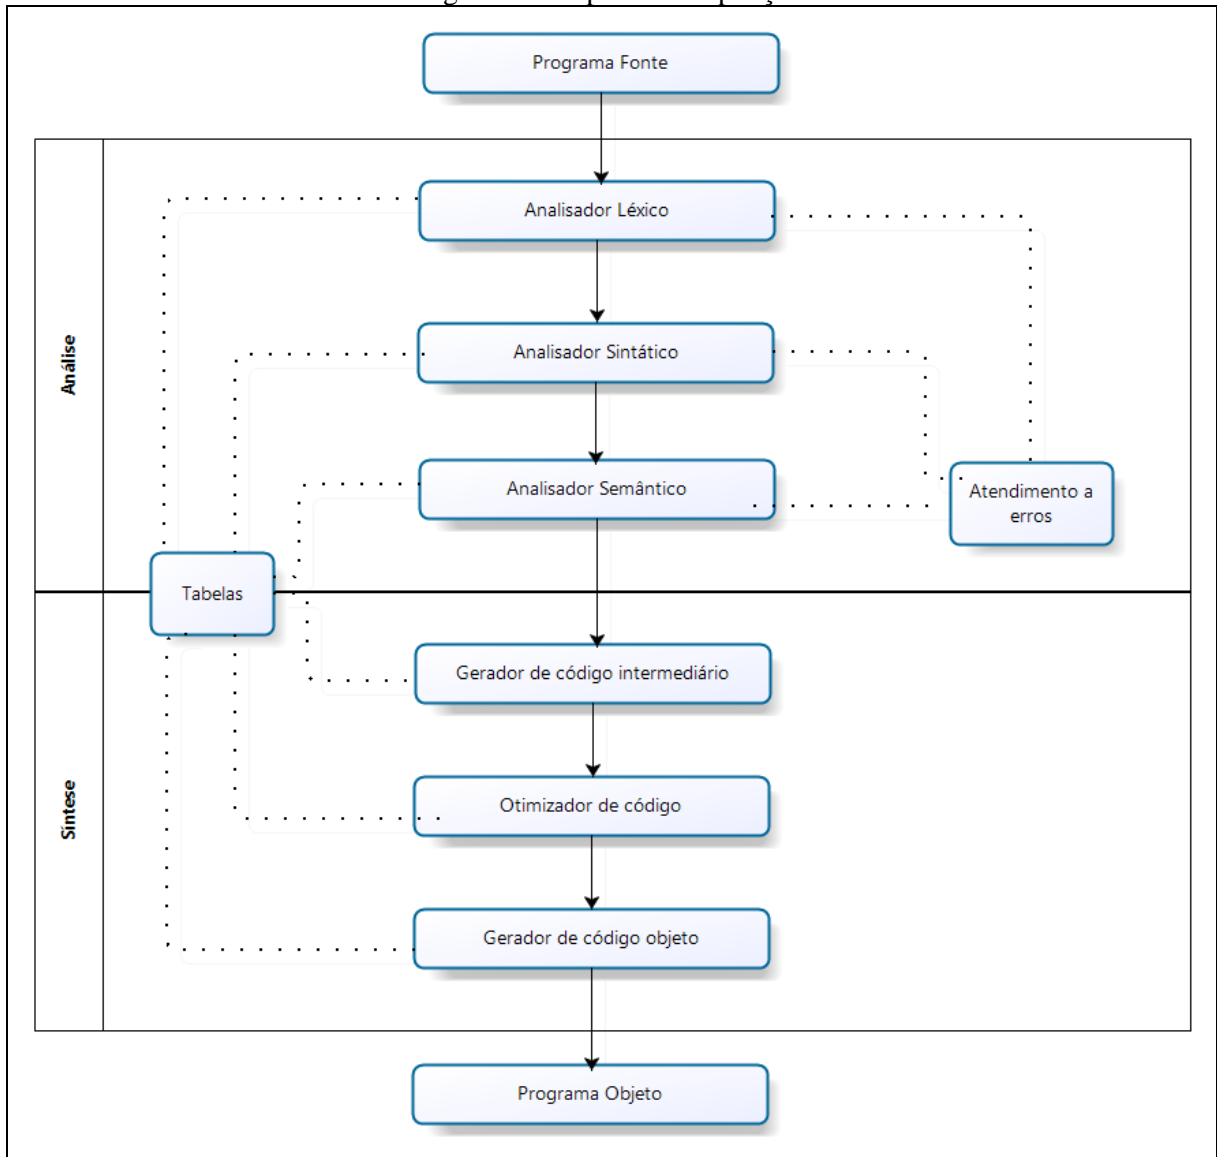 Programa Fonte
Analisador Léxico
Analisador Sintático
Análise
Analisador Semântico
Atendimento a
erros
Tabelas
Gerador de código intermediário
Otimizador de código
Síntese
Gerador de código objeto
Programa Objeto